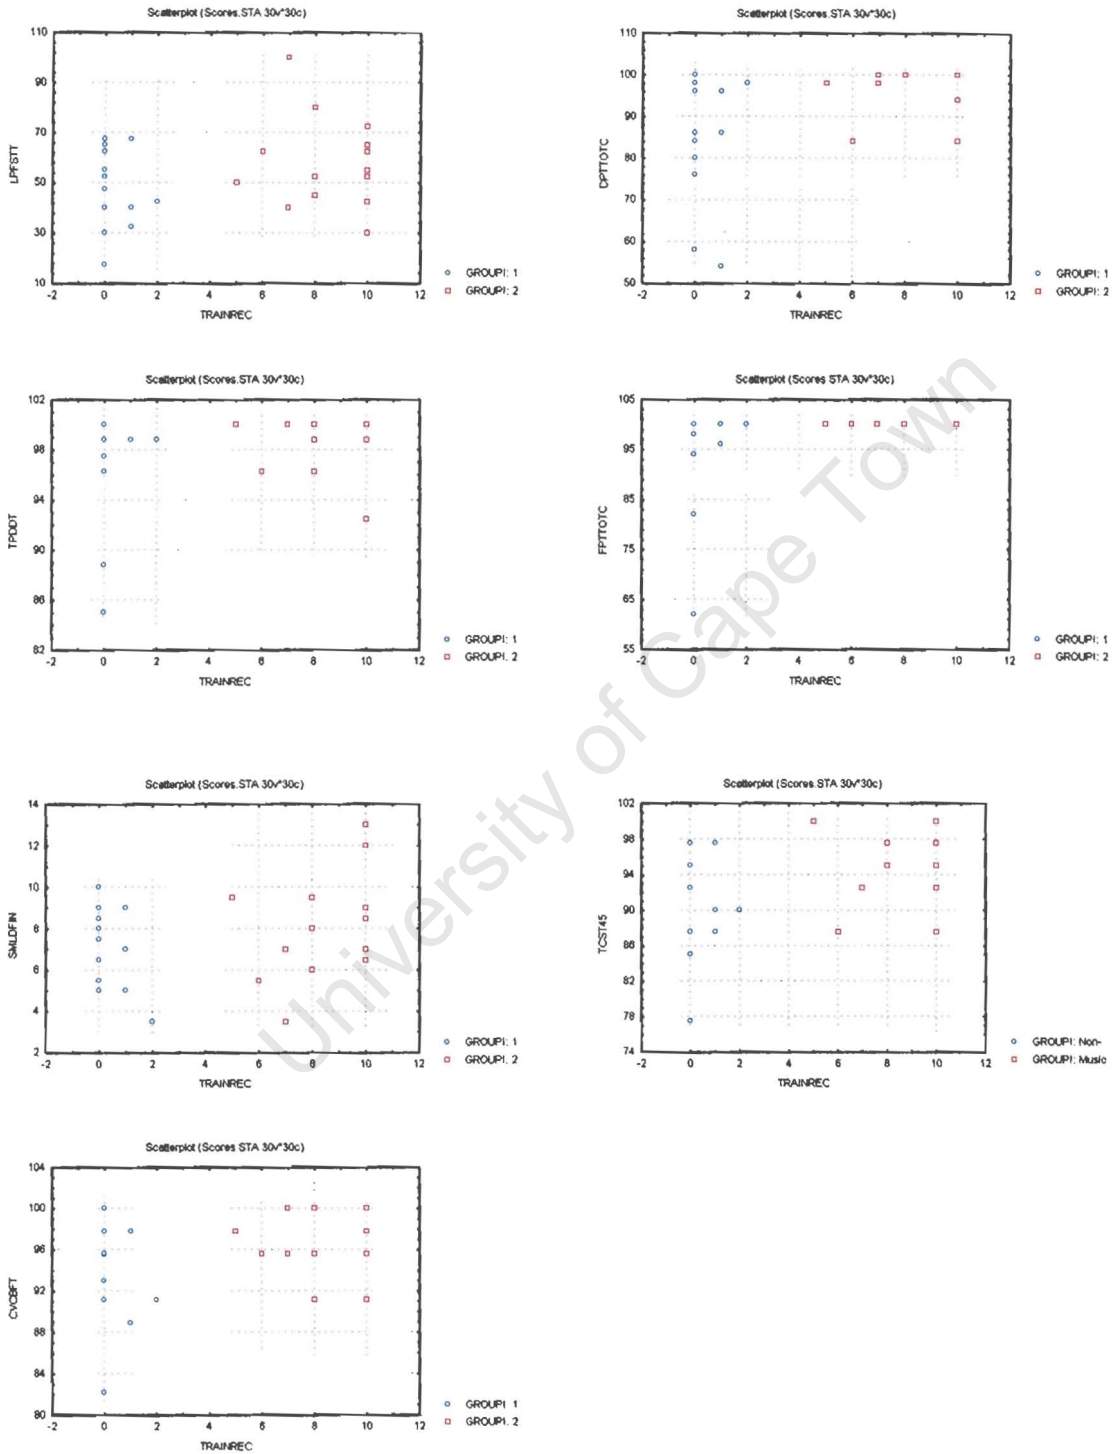 Scatterplot (Scores.STA 30v*30c)
110
90
70
50
30
10
LPFSTT
-2 0 2 4 6 8 10 12
TRAINREC
GROUPI: 1
GROUPI: 2
Scatterplot (Scores.STA 30v*30c)
110
100
90
80
70
60
50
DPTTOTC
-2 0 2 4 6 8 10 12
TRAINREC
GROUPI: 1
GROUPI: 2
Scatterplot (Scores.STA 30v*30c)
102
98
94
90
86
82
TPDDT
-2 0 2 4 6 8 10 12
TRAINREC
GROUPI: 1
GROUPI: 2
Scatterplot (Scores STA 30v*30c)
105
95
85
75
65
55
FPTTOTC
-2 0 2 4 6 8 10 12
TRAINREC
GROUPI: 1
GROUPI: 2
Scatterplot (Scores.STA 30v*30c)
14
12
10
8
6
4
2
SMLDFIN
-2 0 2 4 6 8 10 12
TRAINREC
GROUPI: 1
GROUPI: 2
Scatterplot (Scores.STA 30v*30c)
102
98
94
90
86
82
78
74
TCST45
-2 0 2 4 6 8 10 12
TRAINREC
GROUPI: Non-
GROUPI: Music
Scatterplot (Scores STA 30v*30c)
104
100
96
92
88
84
80
CVCBFT
-2 0 2 4 6 8 10 12
TRAINREC
GROUPI: 1
GROUPI: 2
University of Cape Town